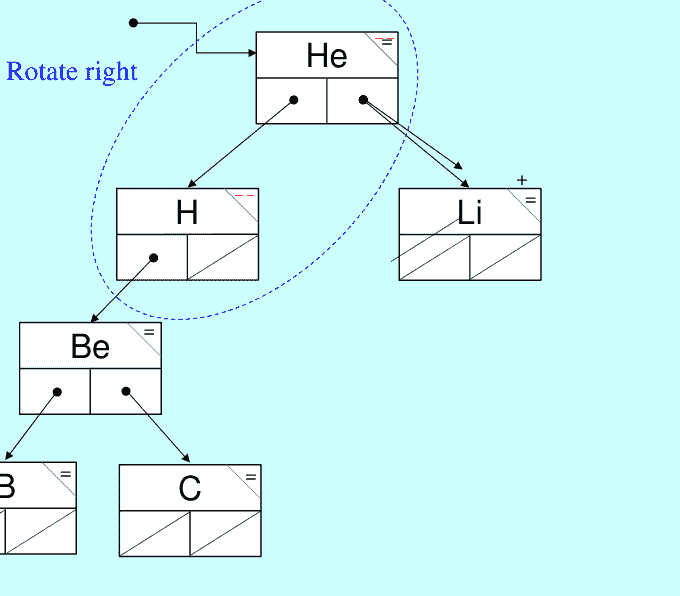 He
=
Rotate right
+
H
--
Li
=
Be
=
B
=
C
=